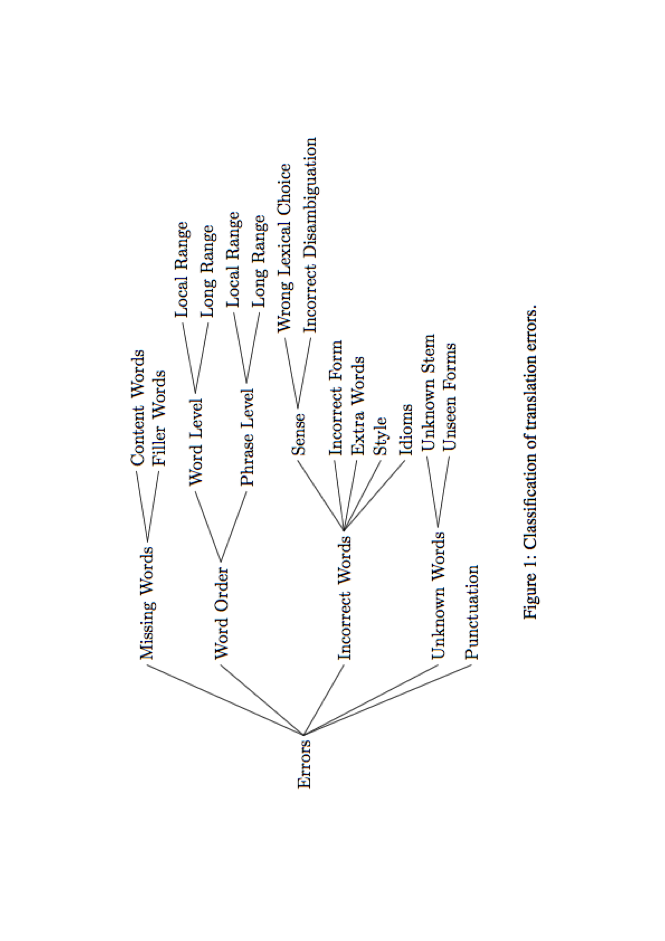 Errors
Missing Words
Content Words
Filler Words
Word Order
Word Level
Local Range
Long Range
Phrase Level
Local Range
Long Range
Incorrect Words
Sense
Wrong Lexical Choice
Incorrect Disambiguation
Incorrect Form
Extra Words
Style
Idioms
Unknown Words
Unknown Stem
Unseen Forms
Punctuation
Figure 1: Classification of translation errors.